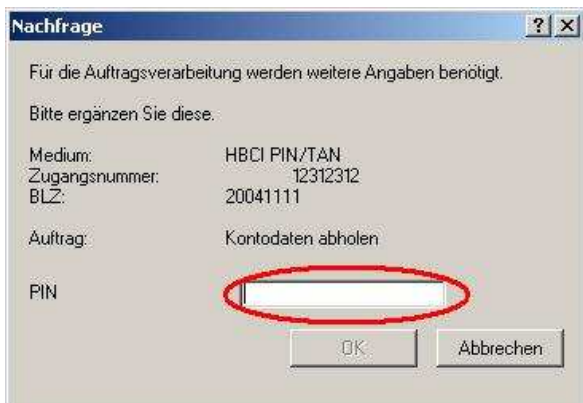 Nachfrage
Für die Auftragsverarbeitung werden weitere Angaben benötigt.
Bitte ergänzen Sie diese.
Medium: HBCI PIN/TAN
Zugangsnummer: 12312312
BLZ: 20041111
Auftrag: Kontodaten abholen
PIN
OK Abbrechen